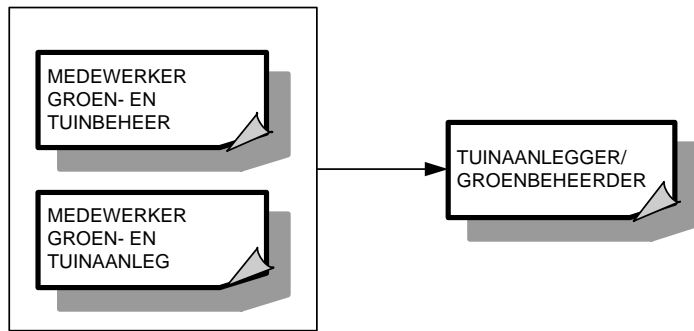 MEDEWERKER
GROEN- EN
TUINBEHEER
MEDEWERKER
GROEN- EN
TUINAANLEG
TUINAANLEGGER/
GROENBEHEERDER